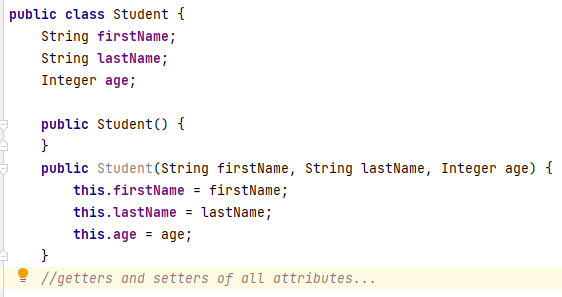 public class Student {
    String firstName;
    String lastName;
    Integer age;

    public Student() {
    }
    public Student(String firstName, String lastName, Integer age) {
        this.firstName = firstName;
        this.lastName = lastName;
        this.age = age;
    }
    //getters and setters of all attributes...